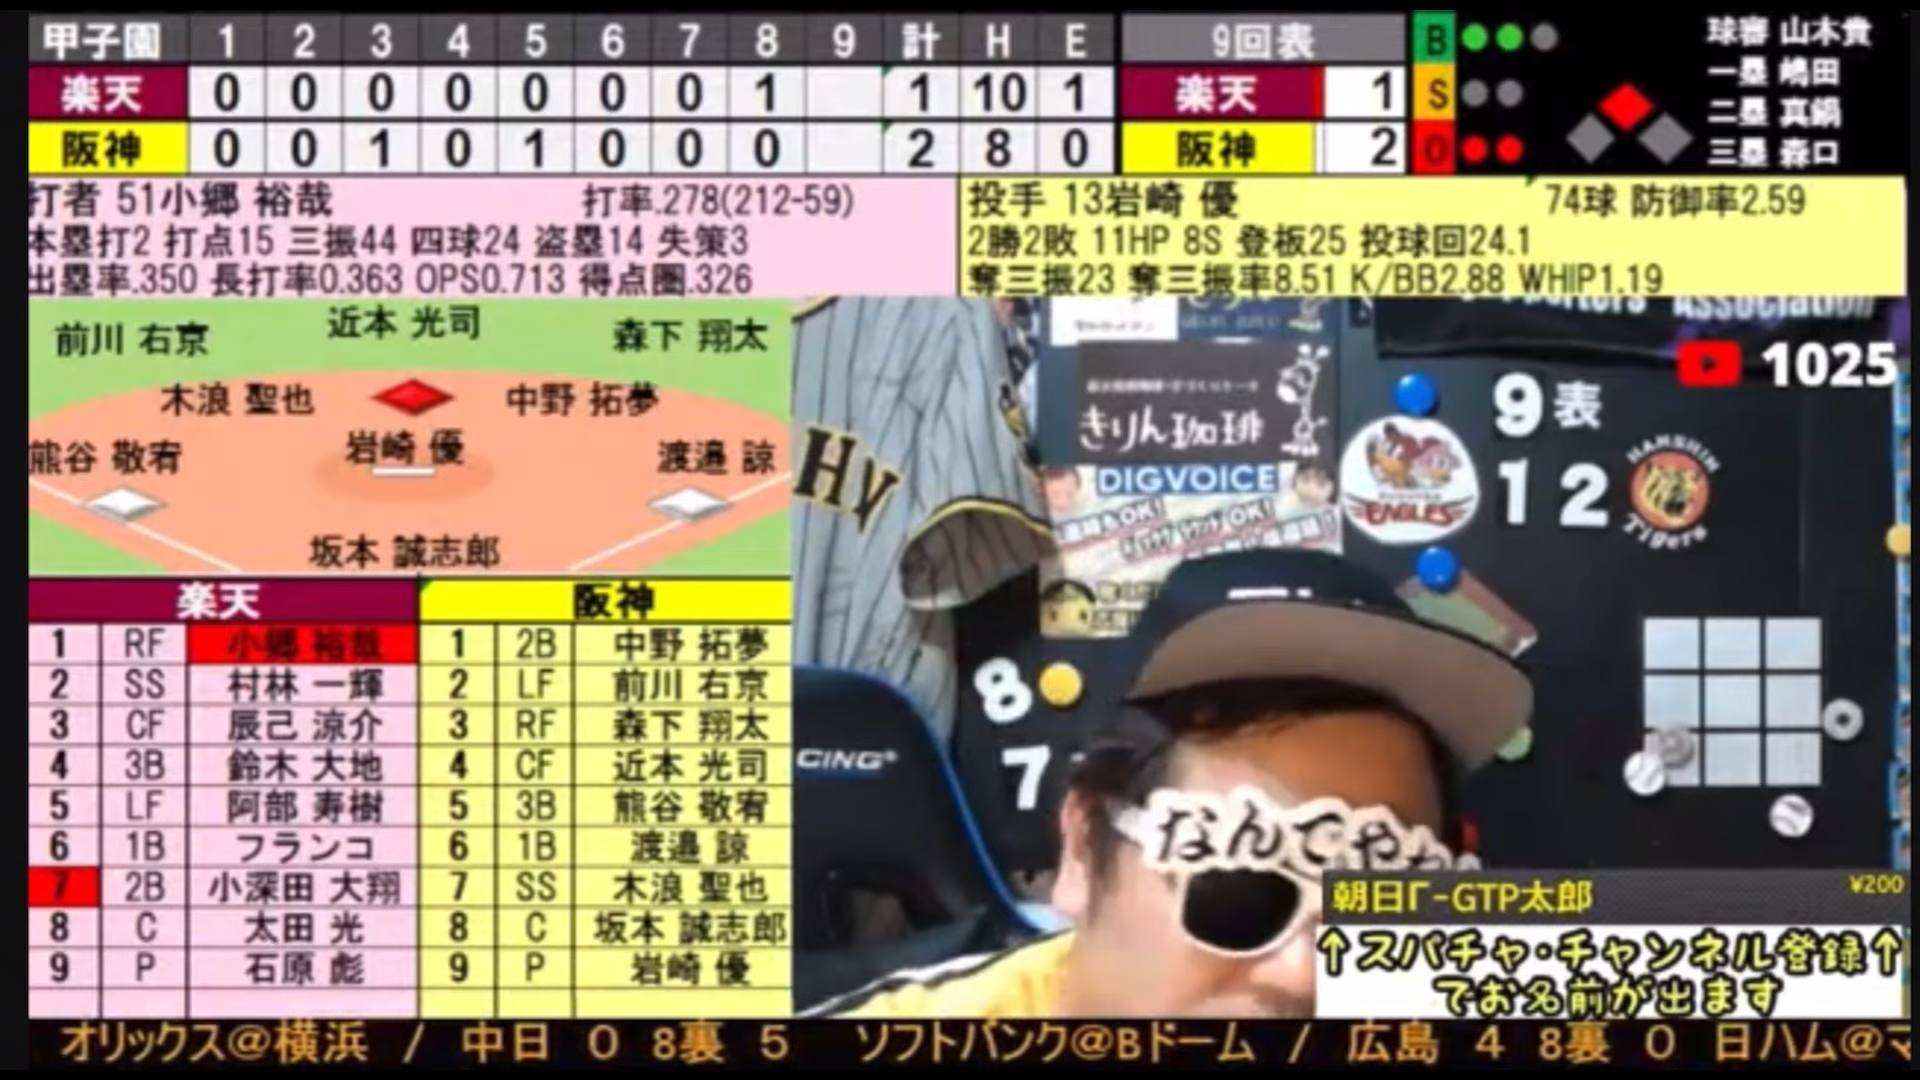 甲子園 1 2 3 4 5 6 7 8 9 計 H E
楽天 0 0 0 0 0 0 0 1 1 10 1
阪神 0 0 1 0 1 0 0 0 2 8 0
9回表
楽天 1
阪神 2
B
S
O
球審 山本貴
一塁 嶋田
二塁 真鍋
三塁 森口
打者 51小郷 裕哉 打率.278(212-59)
本塁打2 打点15 三振44 四球24 盗塁14 失策3
出塁率.350 長打率0.363 OPS0.713 得点圏.326
投手 13岩崎 優 74球 防御率2.59
2勝2敗 11HP 8S 登板25 投球回24.1
奪三振23 奪三振率8.51 K/BB2.88 WHIP1.19
前川 右京 近本 光司 森下 翔太
木浪 聖也 中野 拓夢
熊谷 敬宥 岩崎 優 渡邉 諒
坂本 誠志郎
楽天 阪神
1 RF 小郷 裕哉 1 2B 中野 拓夢
2 SS 村林 一輝 2 LF 前川 右京
3 CF 辰己 涼介 3 RF 森下 翔太
4 3B 鈴木 大地 4 CF 近本 光司
5 LF 阿部 寿樹 5 3B 熊谷 敬宥
6 1B フランコ 6 1B 渡邉 諒
7 2B 小深田 大翔 7 SS 木浪 聖也
8 C 太田 光 8 C 坂本 誠志郎
9 P 石原 彪 9 P 岩崎 優
Association
1025
きりん珈琲
DIGVOICE
9表
EAGLES
1 2
HANSHIN
Tigers
8
7
CING
なんでや
朝日Γ-GTP太郎 ¥200
↑スパチャ・チャンネル登録↑
でお名前が出ます
オリックス@横浜 / 中日 0 8裏 5 ソフトバンク@Bドーム / 広島 4 8裏 0 日ハム@マ